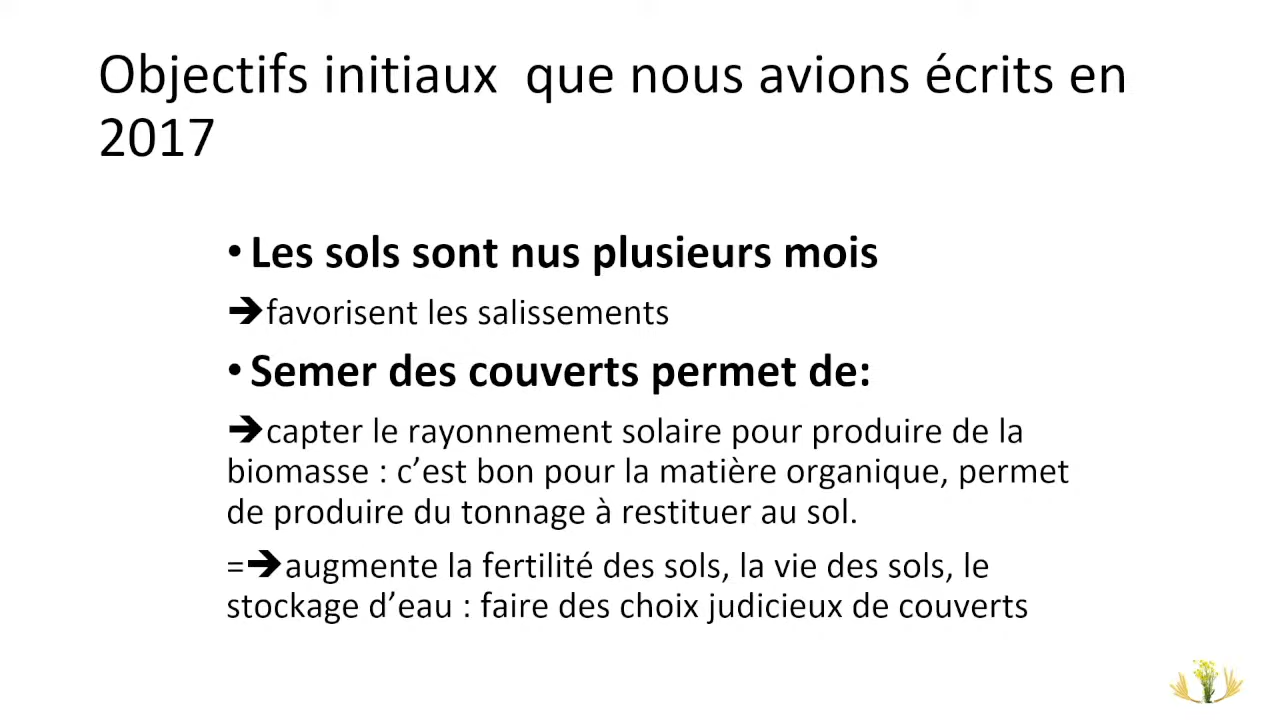 Objectifs initiaux  que nous avions écrits en
2017
• Les sols sont nus plusieurs mois
➔favorisent les salissements
• Semer des couverts permet de:
➔capter le rayonnement solaire pour produire de la
biomasse : c’est bon pour la matière organique, permet
de produire du tonnage à restituer au sol.
=➔augmente la fertilité des sols, la vie des sols, le
stockage d’eau : faire des choix judicieux de couverts